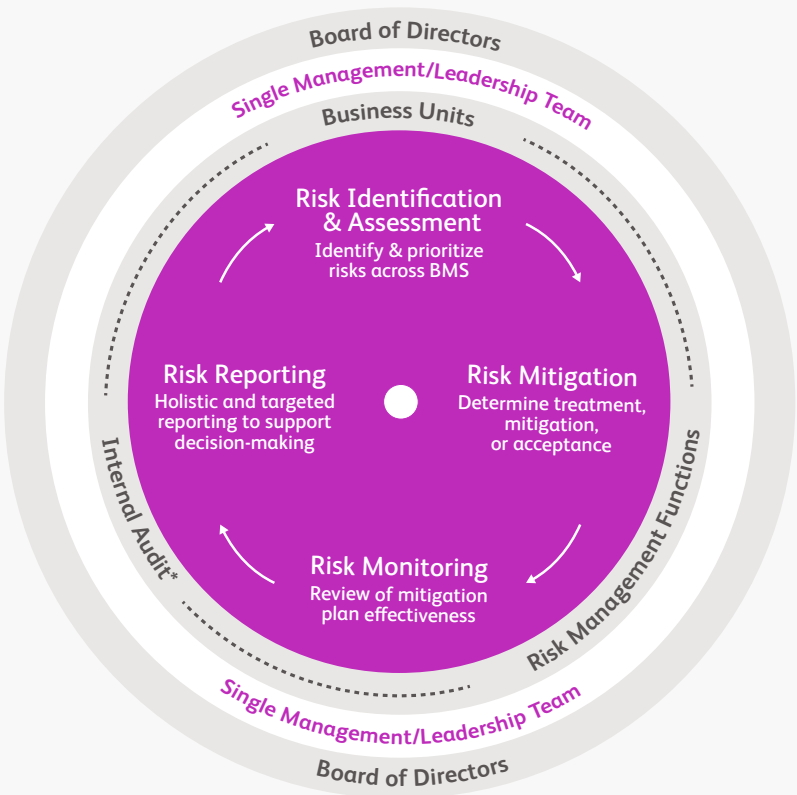 Board of Directors
Single Management/Leadership Team
Business Units
Risk Identification
& Assessment
Identify & prioritize
risks across BMS
Risk Reporting
Holistic and targeted
reporting to support
decision-making
Risk Mitigation
Determine treatment,
mitigation,
or acceptance
Internal Audit*
Risk Management Functions
Risk Monitoring
Review of mitigation
plan effectiveness
Single Management/Leadership Team
Board of Directors